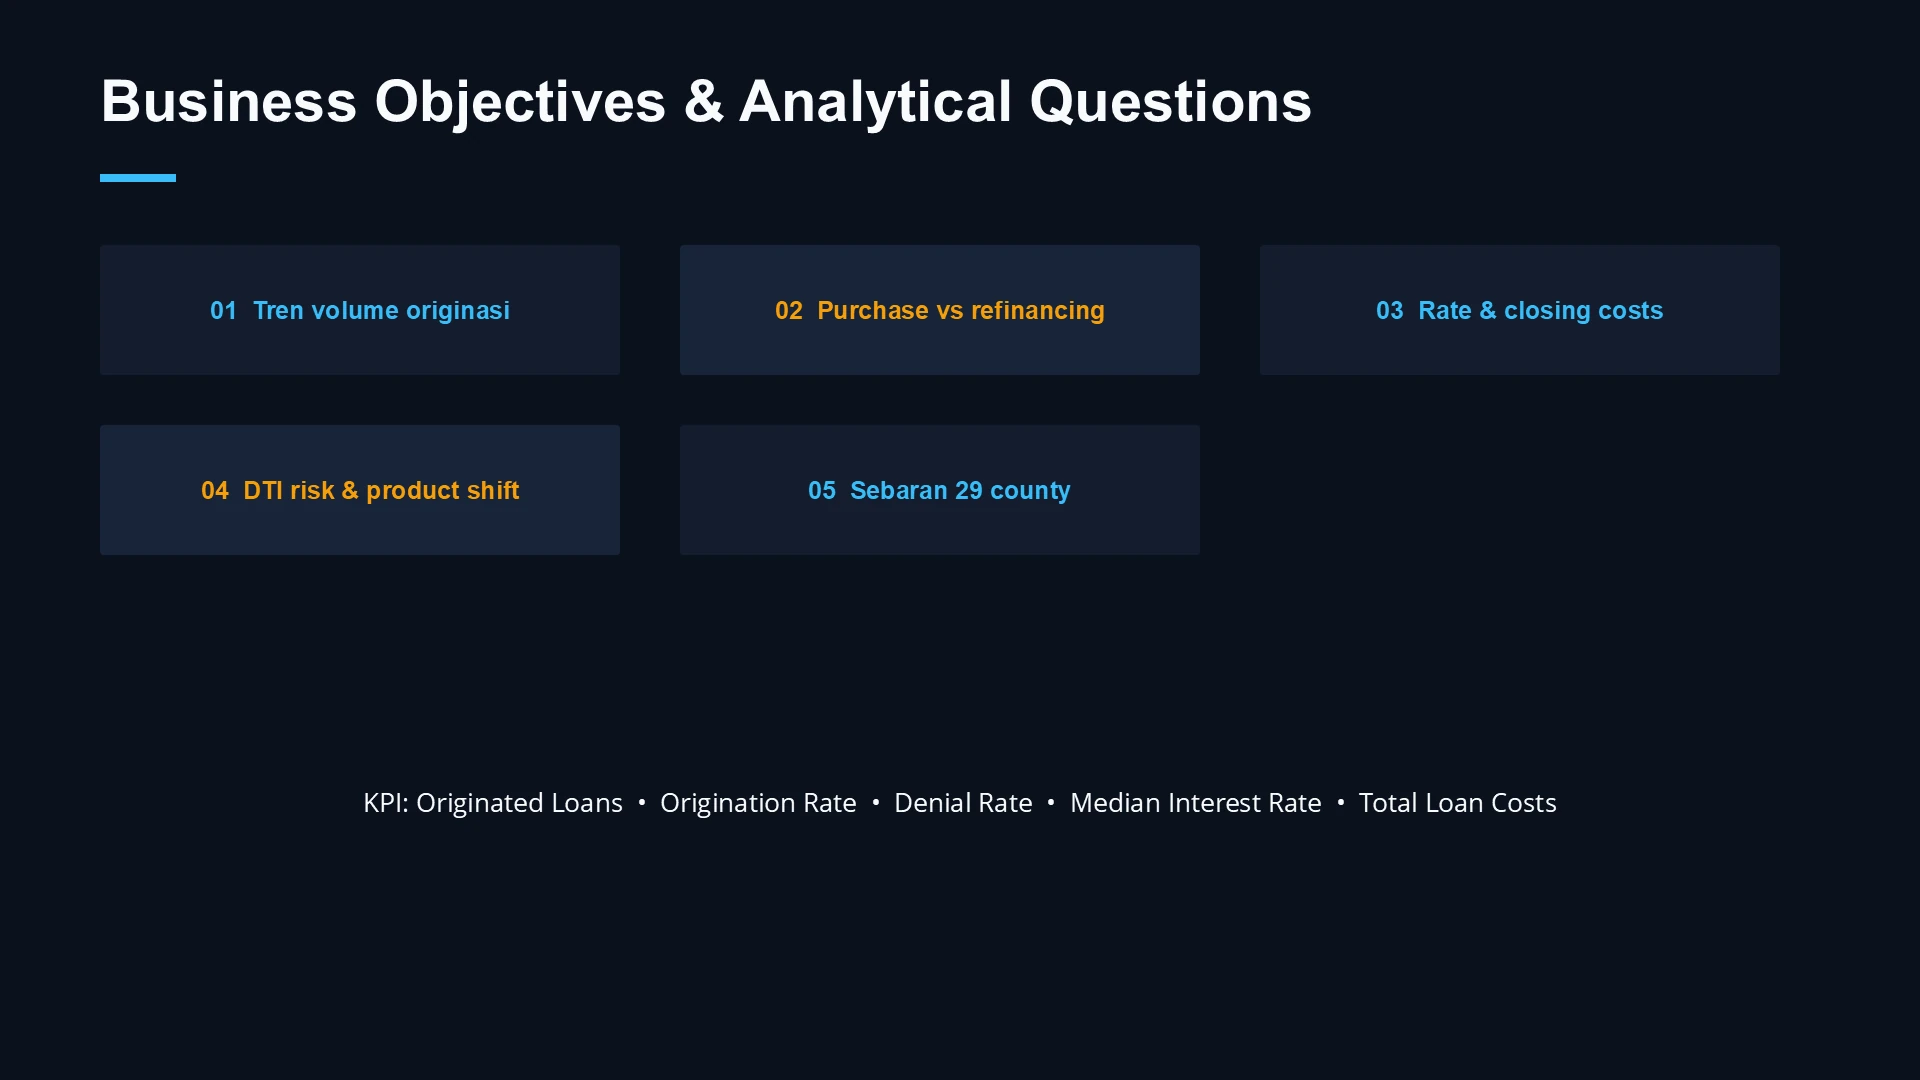 Business Objectives & Analytical Questions
01 Tren volume originasi
02 Purchase vs refinancing
03 Rate & closing costs
04 DTI risk & product shift
05 Sebaran 29 county
KPI: Originated Loans • Origination Rate • Denial Rate • Median Interest Rate • Total Loan Costs